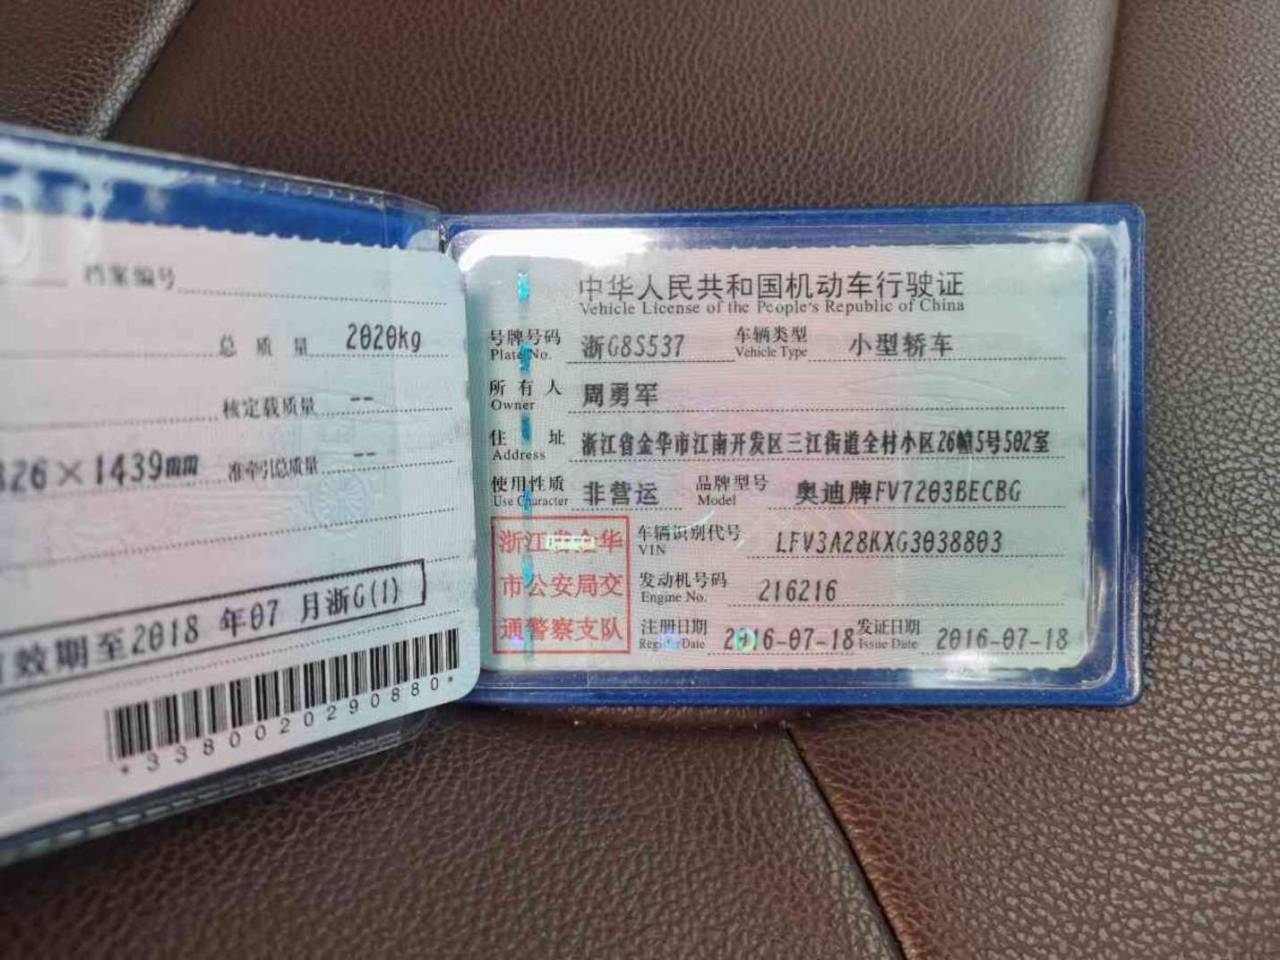 档案编号
总质量 2020kg
核定载质量 --
826×1439mm 准牵引总质量 --
有效期至2018年07月浙G(1)
*3380020290880*
中华人民共和国机动车行驶证
Vehicle License of the People's Republic of China
号牌号码 浙G8S537 车辆类型 小型轿车
Plate No. Vehicle Type
所有人 周勇军
Owner
住址 浙江省金华市江南开发区三江街道全村小区26幢5号502室
Address
使用性质 非营运 品牌型号 奥迪牌FV7203BECBG
Use Character Model
浙江省金华
市公安局交
通警察支队
车辆识别代号 LFV3A28KXG3038803
VIN
发动机号码 216216
Engine No.
注册日期 2016-07-18 发证日期 2016-07-18
Register Date Issue Date